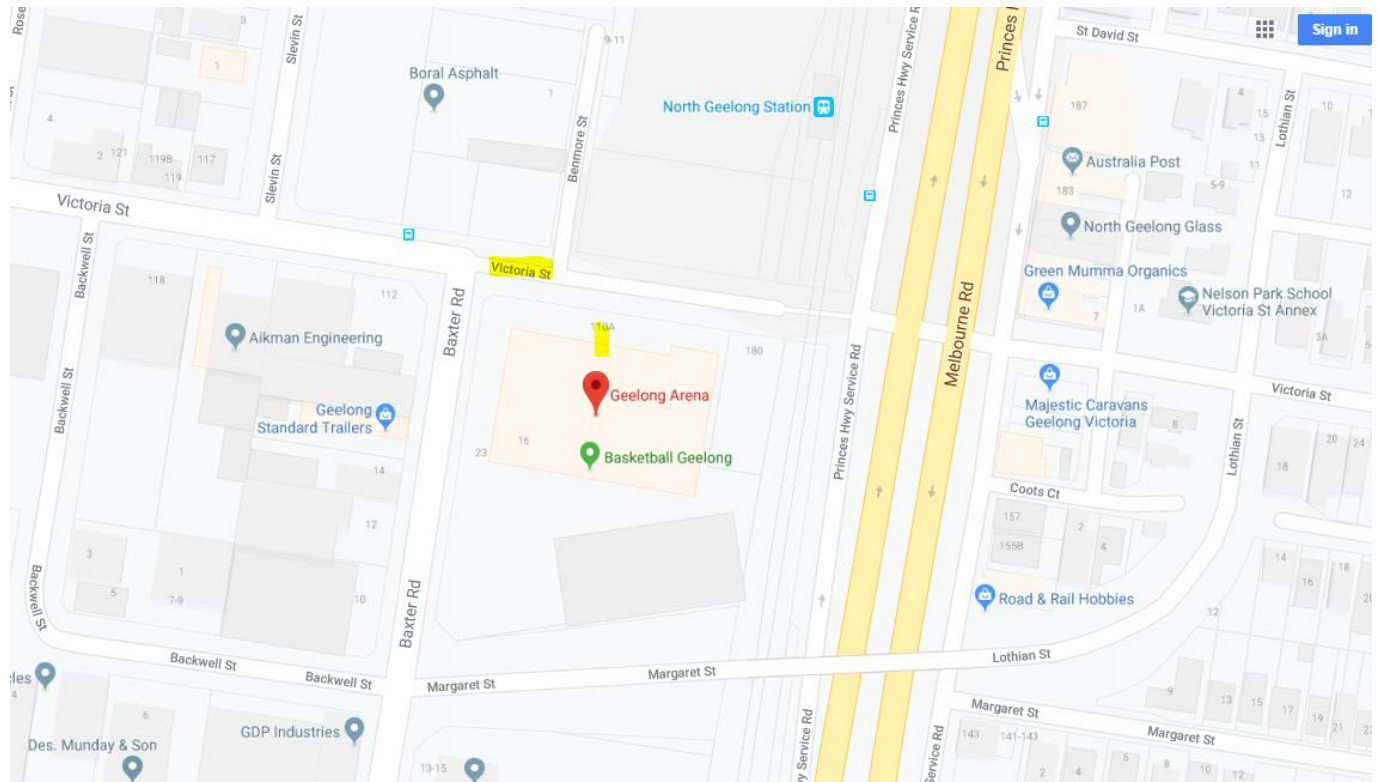 Rose
3
Slevin St
9-11
Princes Hwy Service R
Princes
St David St
Sign in
1
Boral Asphalt
1
North Geelong Station
187
4
10
15
Lothian St
13
4
2
121
119B
117
119
Slevin St
Benmore St
Australia Post
11
183
5-9
12
Victoria St
Backwell St
North Geelong Glass
118
Victoria St
112
Green Mumma Organics
Nelson Park School
Victoria St Annex
7
1A
3A
Aikman Engineering
Baxter Rd
110A
180
Melbourne Rd
Princes Hwy Service Rd
Victoria St
Geelong Arena
Majestic Caravans
Geelong Victoria
Backwell St
Geelong
Standard Trailers
8
20
24
16
23
Basketball Geelong
14
Lothian St
18
Coots Ct
12
157
2
155B
4
3
1
14
16
18
5
7-9
10
Backwell St
Baxter Rd
Road & Rail Hobbies
12
20
Backwell St
Backwell St
Margaret St
Margaret St
Lothian St
cles
4
9
13
15
17
19
21
Margaret St
Margaret St
6
GDP Industries
Des. Munday & Son
13-15
y Service Rd
ervice Rd
143
141-143
2
4
6
8
10
12